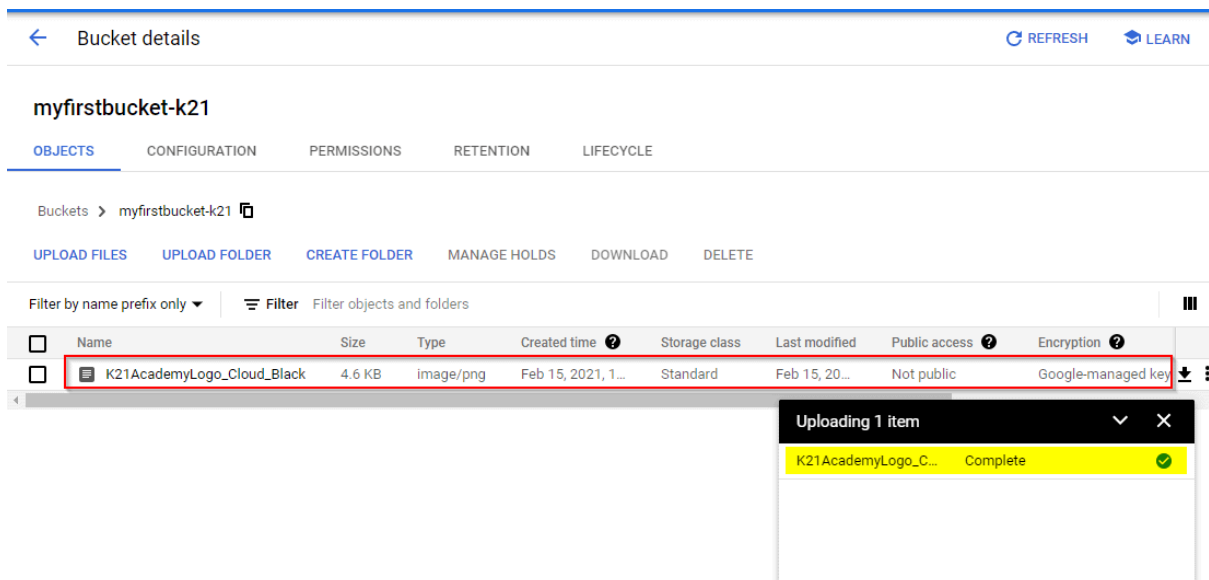 Bucket details REFRESH LEARN
myfirstbucket-k21
OBJECTS CONFIGURATION PERMISSIONS RETENTION LIFECYCLE
Buckets > myfirstbucket-k21
UPLOAD FILES UPLOAD FOLDER CREATE FOLDER MANAGE HOLDS DOWNLOAD DELETE
Filter by name prefix only Filter Filter objects and folders
Name Size Type Created time Storage class Last modified Public access Encryption
K21AcademyLogo_Cloud_Black 4.6 KB image/png Feb 15, 2021, 1... Standard Feb 15, 20... Not public Google-managed key
Uploading 1 item
K21AcademyLogo_C... Complete